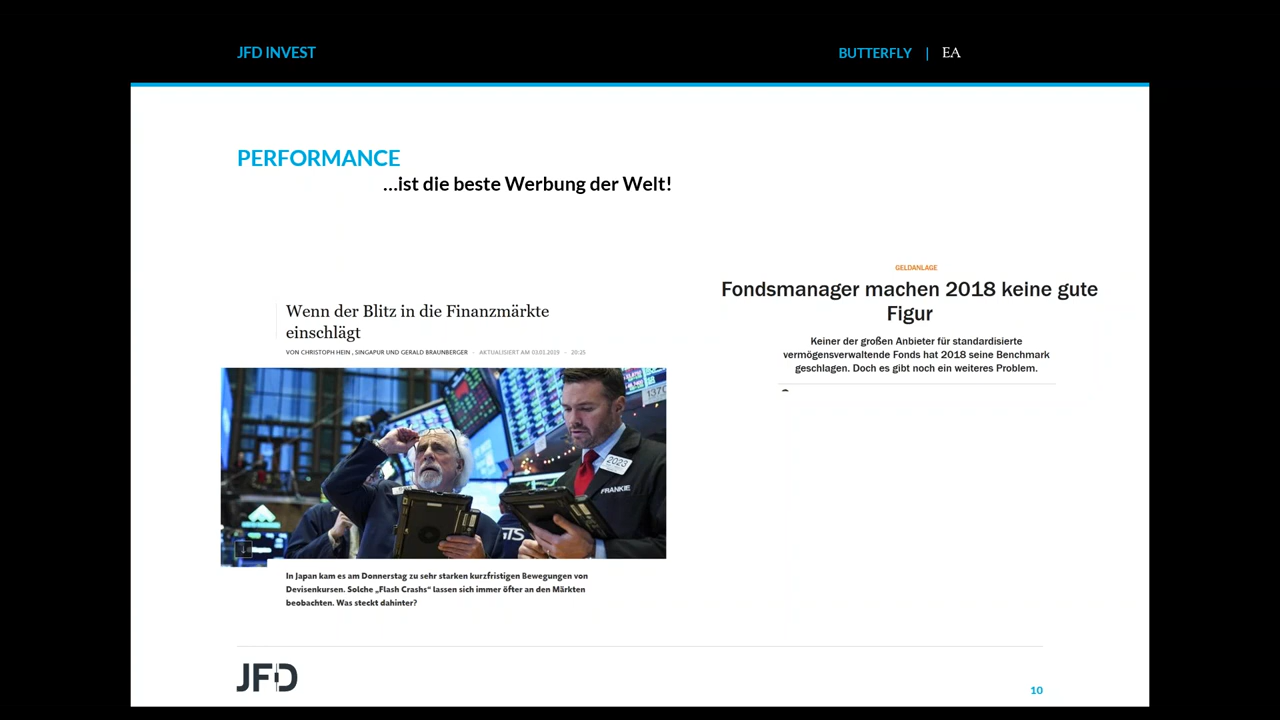 JFD INVEST
BUTTERFLY | EA
PERFORMANCE
...ist die beste Werbung der Welt!
Wenn der Blitz in die Finanzmärkte
einschlägt
VON CHRISTOPH HEIN, SINGAPUR UND GERALD BRAUNBERGER - AKTUALISIERT AM 03.01.2019 - 20:25
1370
2023
FRANKIE
ITS
In Japan kam es am Donnerstag zu sehr starken kurzfristigen Bewegungen von
Devisenkursen. Solche „Flash Crashs“ lassen sich immer öfter an den Märkten
beobachten. Was steckt dahinter?
GELDANLAGE
Fondsmanager machen 2018 keine gute
Figur
Keiner der großen Anbieter für standardisierte
vermögensverwaltende Fonds hat 2018 seine Benchmark
geschlagen. Doch es gibt noch ein weiteres Problem.
JFD
10